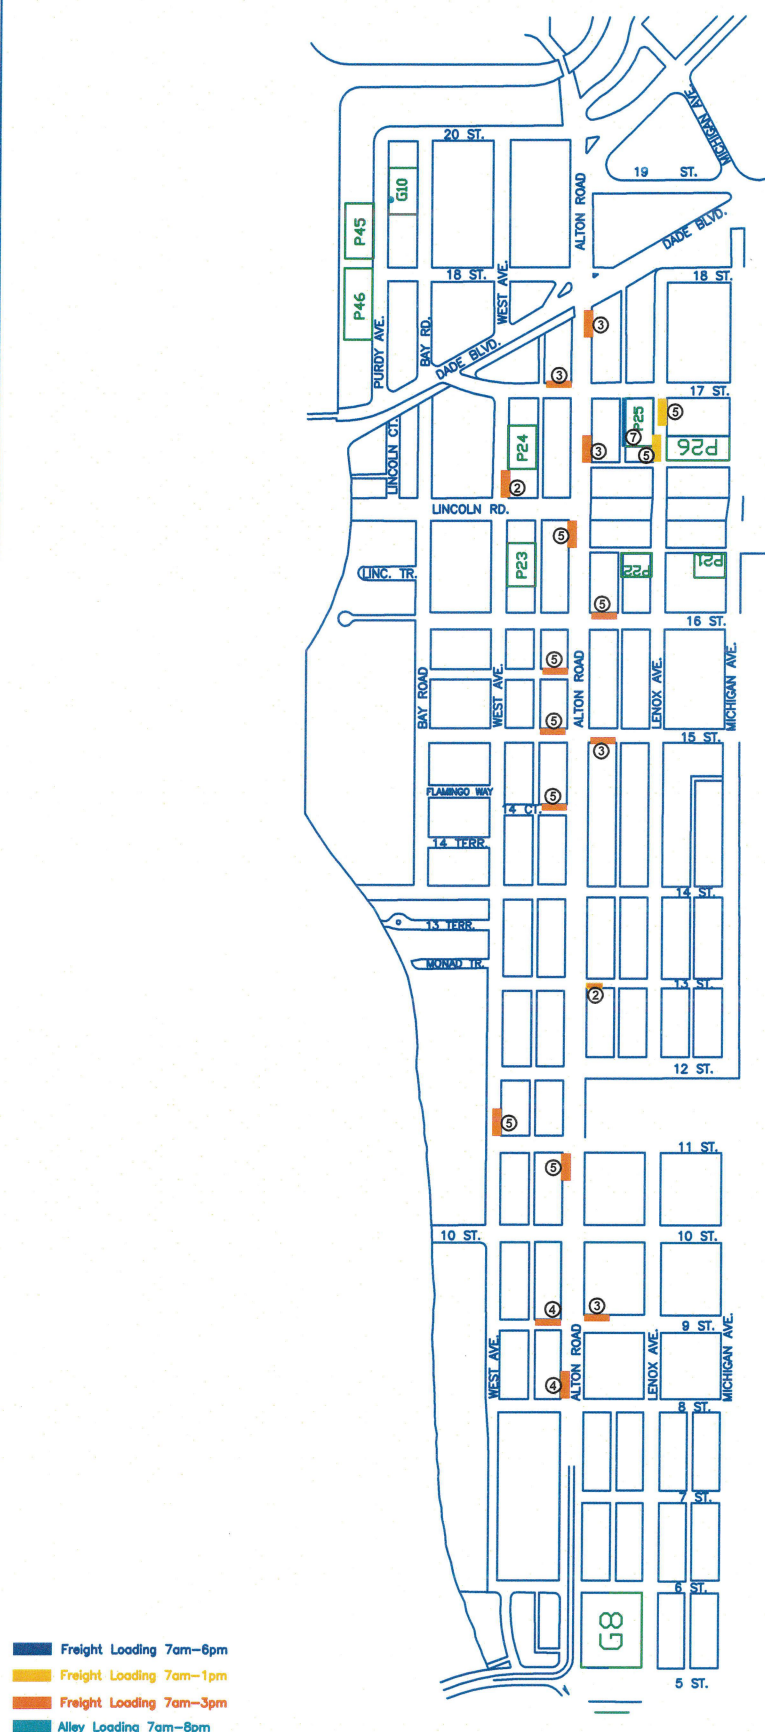 20 ST.
MICHIGAN AVE.
19 ST.
G10
ALTON ROAD
P45
DADE BLVD.
18 ST.
WEST AVE.
18 ST.
P46
PURDY AVE.
BAY RD.
3
DADE BLVD.
3
17 ST.
5
P25
7
P26
LINCOLN CT.
P24
3
5
2
LINCOLN RD.
5
P23
LINC. TR.
P22
P21
5
16 ST.
5
BAY ROAD
WEST AVE.
ALTON ROAD
LENOX AVE.
MICHIGAN AVE.
5
15 ST.
3
FLAMINGO WAY
5
14 CT.
14 TERR.
14 ST.
13 TERR.
MONAD TR.
13 ST.
2
12 ST.
5
11 ST.
5
10 ST.
10 ST.
4
3
9 ST.
WEST AVE.
ALTON ROAD
LENOX AVE.
MICHIGAN AVE.
4
8 ST.
7 ST.
6 ST.
G8
5 ST.
Freight Loading 7am-6pm
Freight Loading 7am-1pm
Freight Loading 7am-3pm
Alley Loading 7am-8pm